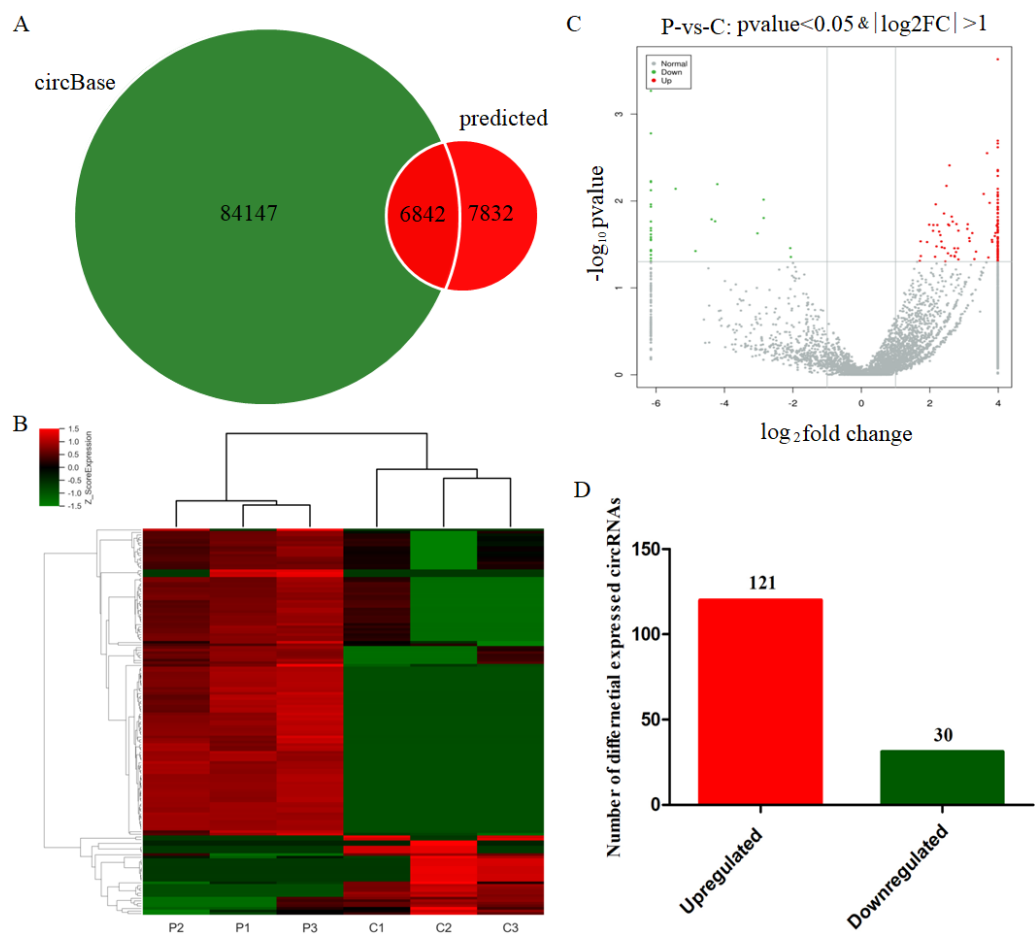 A
circBase
predicted
84147
6842
7832
B
1.5
1.0
0.5
0.0
-0.5
-1.0
-1.5
Z_ScoreExpression
P2
P1
P3
C1
C2
C3
C
P-vs-C: pvalue<0.05 & |log2FC| >1
Normal
Down
Up
-log10 pvalue
3
2
1
0
-6
-4
-2
0
2
4
log2 fold change
D
Number of differnetial expressed circRNAs
150
100
50
0
121
30
Upregulated
Downregulated